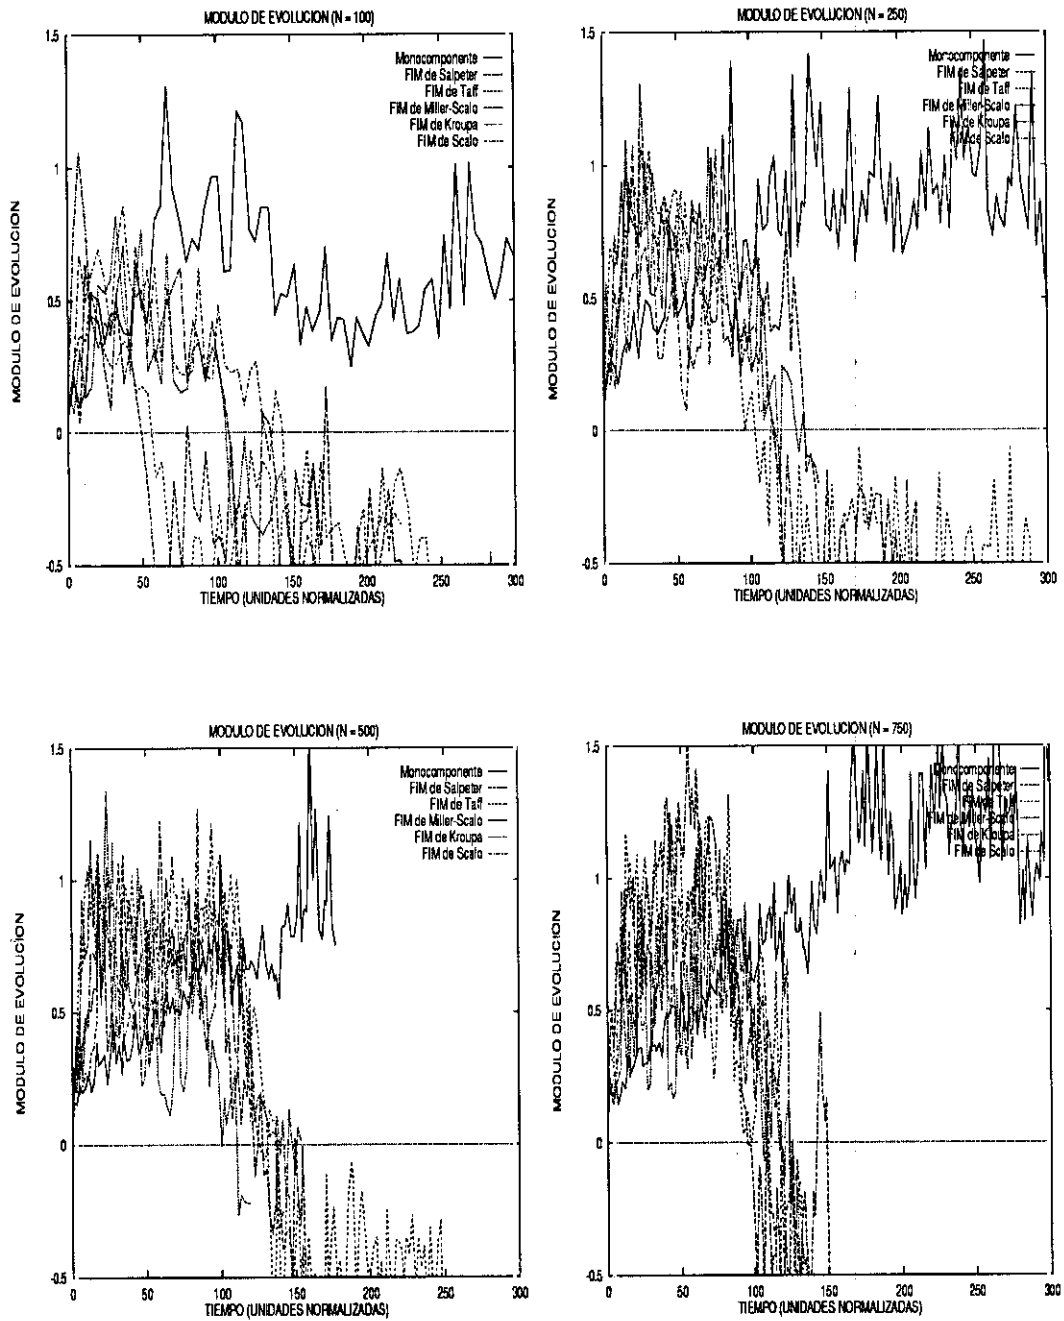 MODULO DE EVOLUCION (N = 100)
1.5
1
0.5
0
-0.5
MODULO DE EVOLUCION
Monocomponente
FIM de Salpeter
FIM de Taff
FIM de Miller-Scalo
FIM de Kroupa
FIM de Scalo
0 50 100 150 200 250 300
TIEMPO (UNIDADES NORMALIZADAS)
MODULO DE EVOLUCION (N = 250)
1.5
1
0.5
0
-0.5
MODULO DE EVOLUCION
Monocomponente
FIM de Salpeter
FIM de Taff
FIM de Miller-Scalo
FIM de Kroupa
FIM de Scalo
0 50 100 150 200 250 300
TIEMPO (UNIDADES NORMALIZADAS)
MODULO DE EVOLUCION (N = 500)
1.5
1
0.5
0
-0.5
MODULO DE EVOLUCION
Monocomponente
FIM de Salpeter
FIM de Taff
FIM de Miller-Scalo
FIM de Kroupa
FIM de Scalo
0 50 100 150 200 250 300
TIEMPO (UNIDADES NORMALIZADAS)
MODULO DE EVOLUCION (N = 750)
1.5
1
0.5
0
-0.5
MODULO DE EVOLUCION
Monocomponente
FIM de Salpeter
FIM de Taff
FIM de Miller-Scalo
FIM de Kroupa
FIM de Scalo
0 50 100 150 200 250 300
TIEMPO (UNIDADES NORMALIZADAS)